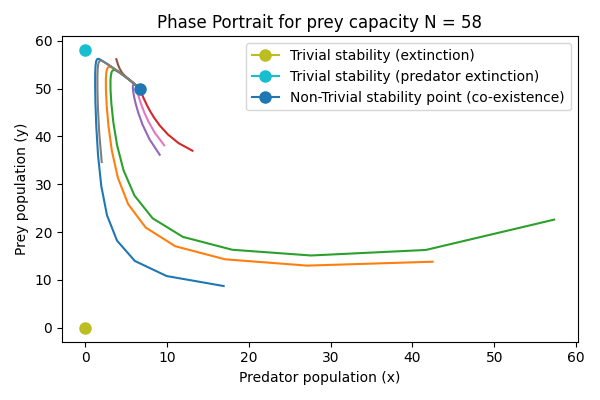 Phase Portrait for prey capacity N = 58
Trivial stability (extinction)
Trivial stability (predator extinction)
Non-Trivial stability point (co-existence)
Prey population (y)
60
50
40
30
20
10
0
0 10 20 30 40 50 60
Predator population (x)